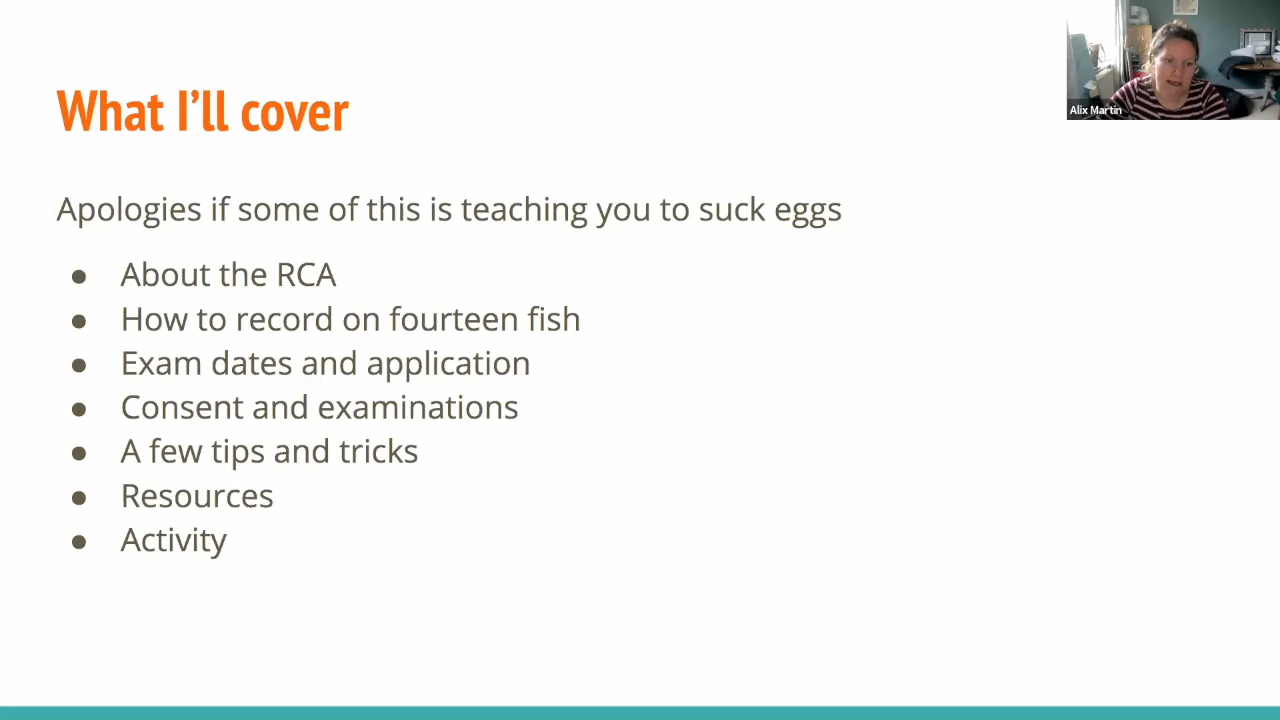 What I'll cover
Alix Martin
Apologies if some of this is teaching you to suck eggs
● About the RCA
● How to record on fourteen fish
● Exam dates and application
● Consent and examinations
● A few tips and tricks
● Resources
● Activity